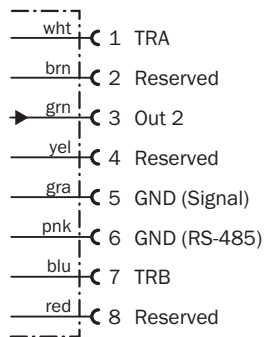 wht 1 TRA
brn 2 Reserved
grn 3 Out 2
yel 4 Reserved
gra 5 GND (Signal)
pnk 6 GND (RS-485)
blu 7 TRB
red 8 Reserved